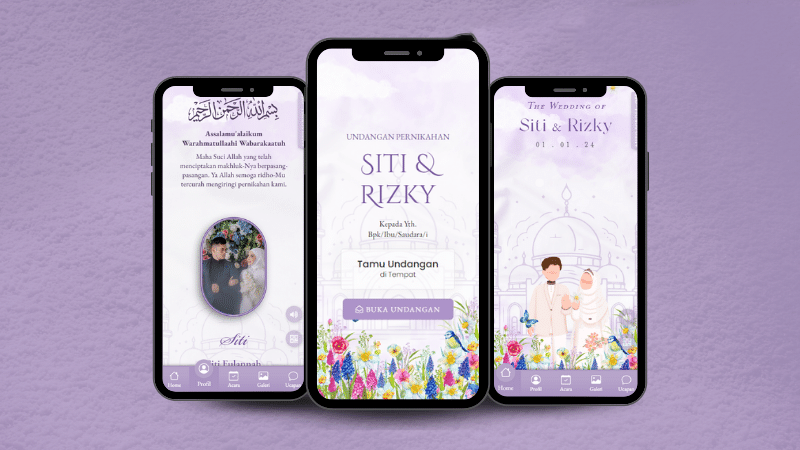 بسم الله الرحمن الرحيم
Assalamu'alaikum
Warahmatullaahi Wabarakaatuh
Maha Suci Allah yang telah
menciptakan makhluk-Nya berpasang-
pasangan. Ya Allah semoga ridho-Mu
tercurah mengiringi pernikahan kami.
Siti
Siti Fulannah
Home
Profil
Acara
Galeri
Ucapan
UNDANGAN PERNIKAHAN
SITI &
RIZKY
Kepada Yth.
Bpk/Ibu/Saudara/i
Tamu Undangan
di Tempat
BUKA UNDANGAN
THE WEDDING OF
Siti & Rizky
01 . 01 . 24
Home
Profil
Acara
Galeri
Ucapan